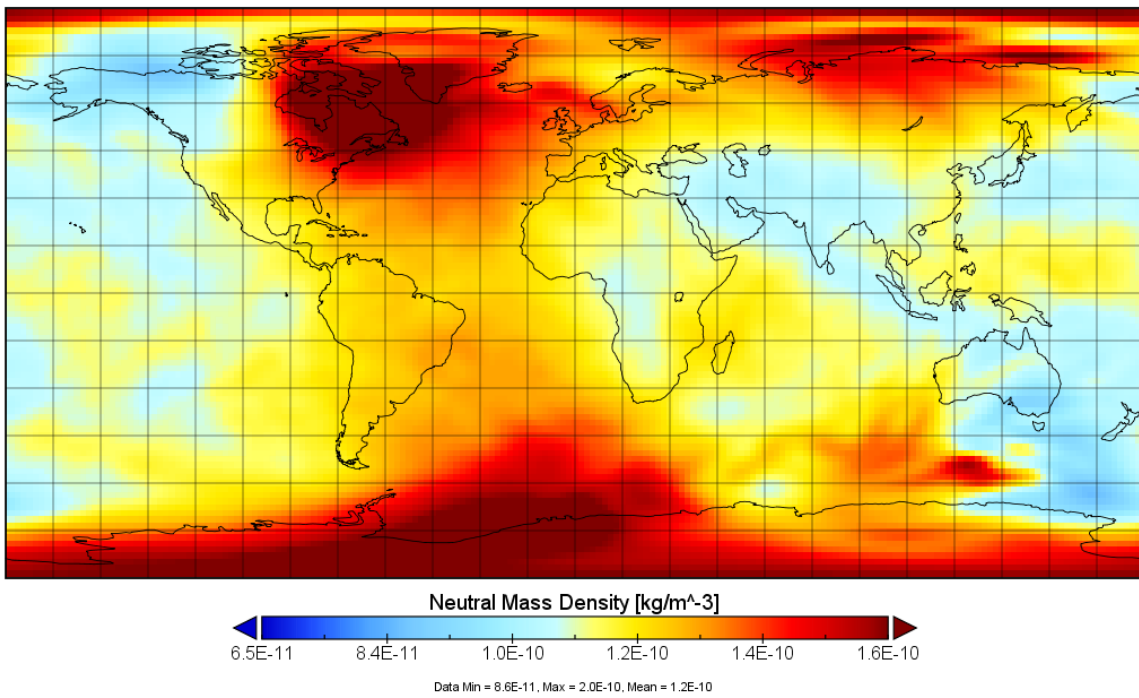 Neutral Mass Density [kg/m^-3]
6.5E-11 8.4E-11 1.0E-10 1.2E-10 1.4E-10 1.6E-10
Data Min = 8.6E-11, Max = 2.0E-10, Mean = 1.2E-10